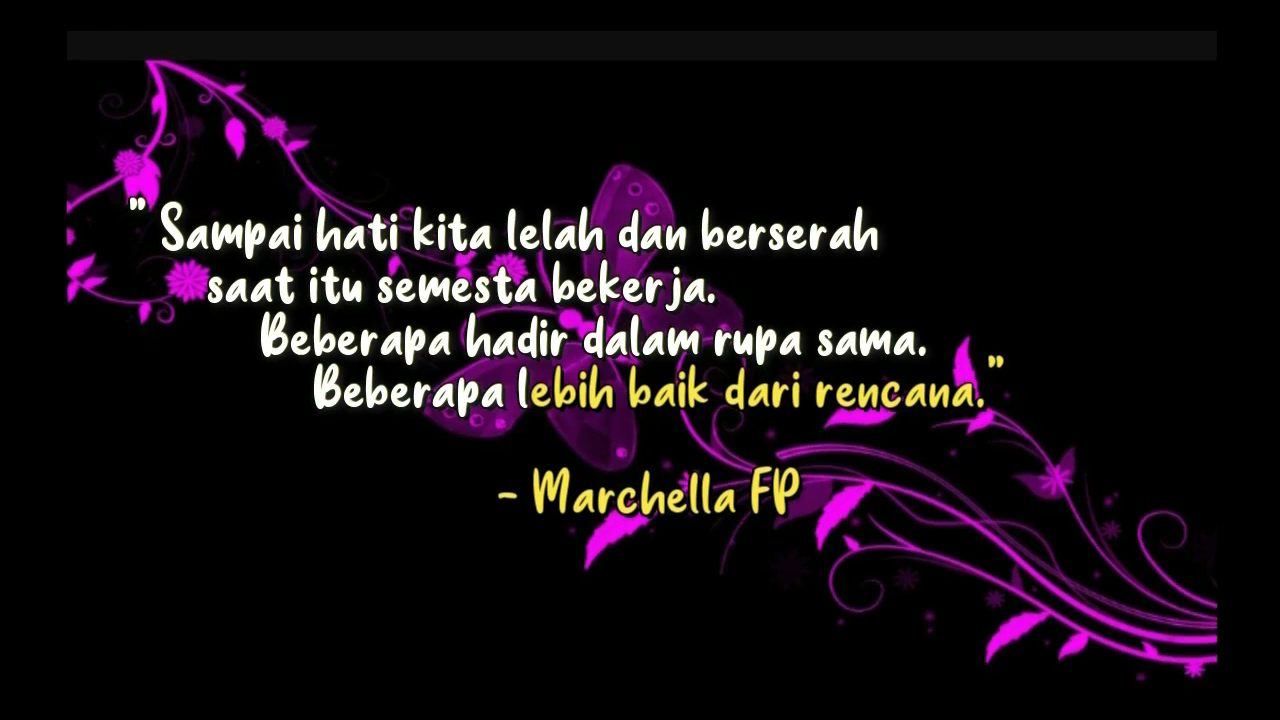 " Sampai hati kita lelah dan berserah
saat itu semesta bekerja.
Beberapa hadir dalam rupa sama.
Beberapa lebih baik dari rencana."
- Marchella FP